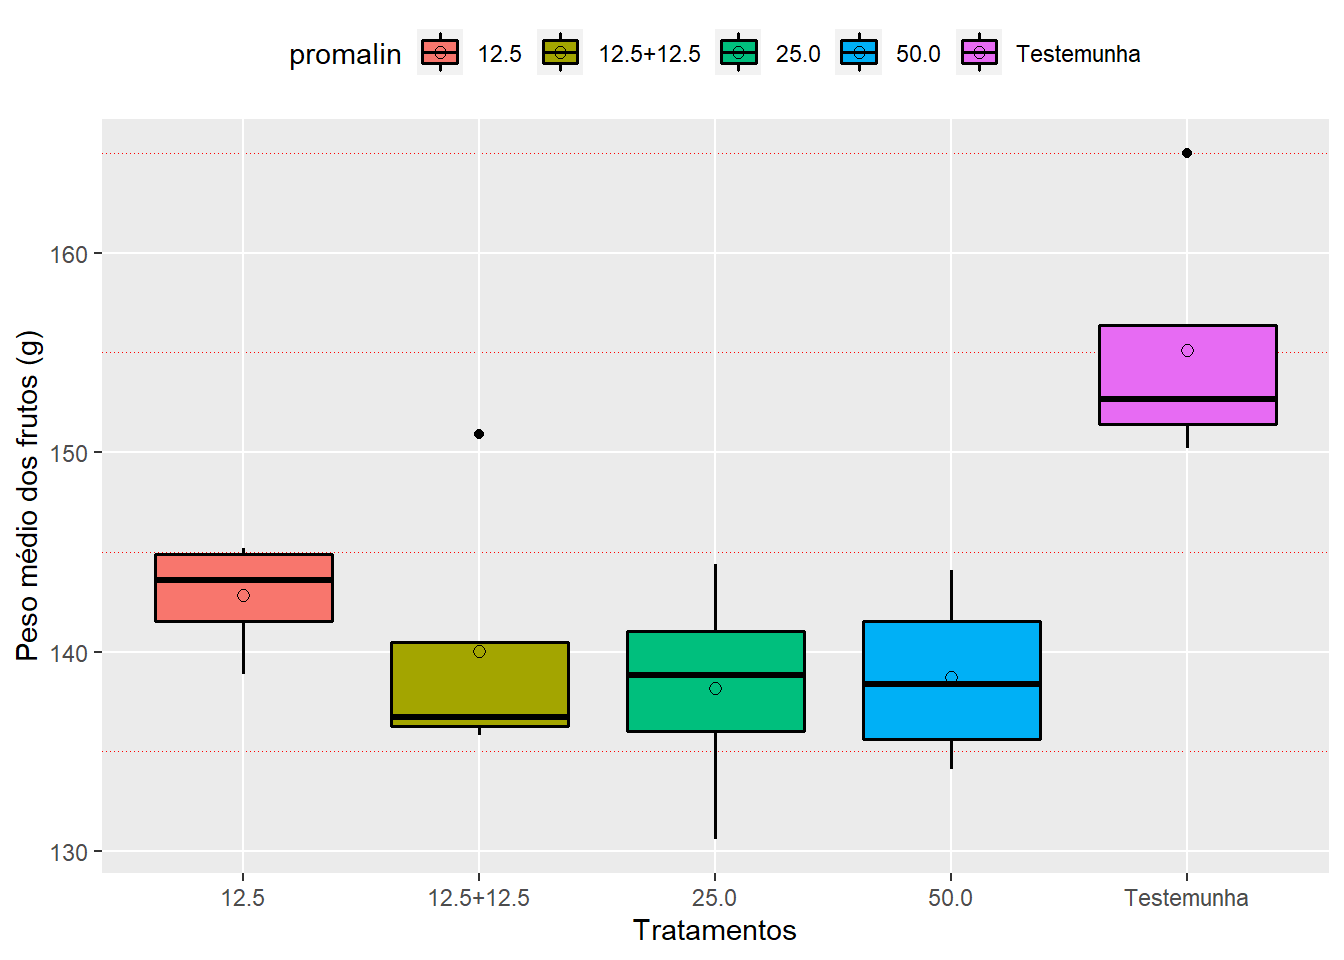 promalin 12.5 12.5+12.5 25.0 50.0 Testemunha
160
150
140
130
Peso médio dos frutos (g)
12.5 12.5+12.5 25.0 50.0 Testemunha
Tratamentos